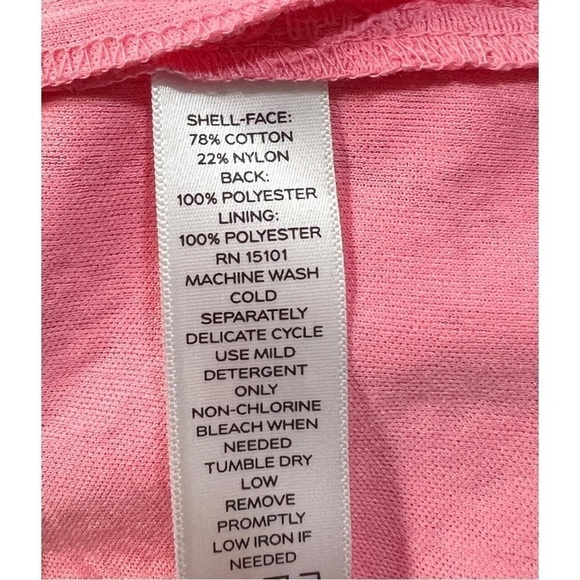 SHELL-FACE:
78% COTTON
22% NYLON
BACK:
100% POLYESTER
LINING:
100% POLYESTER
RN 15101
MACHINE WASH
COLD
SEPARATELY
DELICATE CYCLE
USE MILD
DETERGENT
ONLY
NON-CHLORINE
BLEACH WHEN
NEEDED
TUMBLE DRY
LOW
REMOVE
PROMPTLY
LOW IRON IF
NEEDED